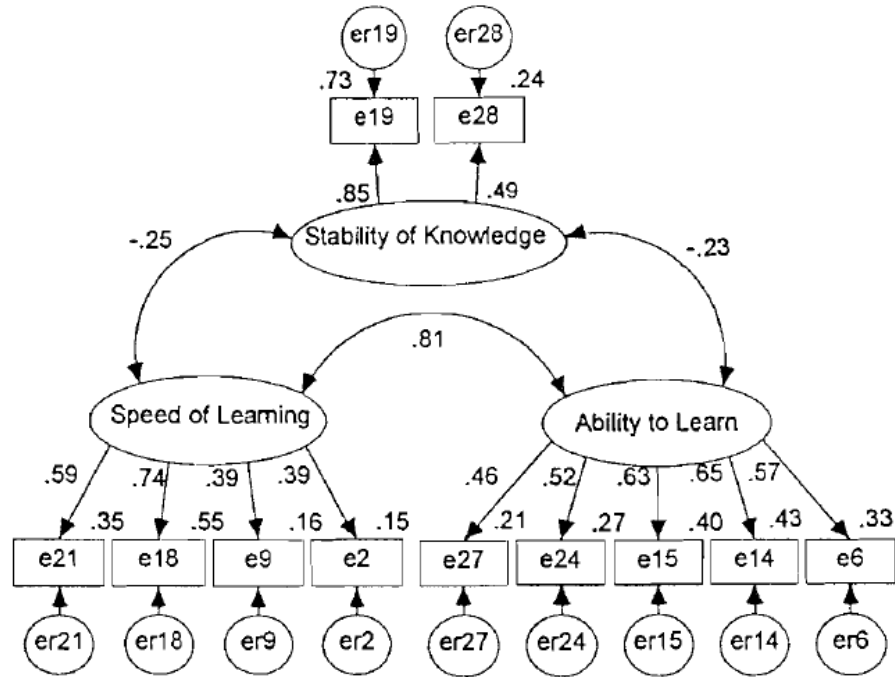 er19 er28
.73 .24
e19 e28
.85 .49
Stability of Knowledge
-.25 -.23
.81
Speed of Learning Ability to Learn
.59 .74 .39 .39 .46 .52 .63 .65 .57
.35 .55 .16 .15 .21 .27 .40 .43 .33
e21 e18 e9 e2 e27 e24 e15 e14 e6
er21 er18 er9 er2 er27 er24 er15 er14 er6